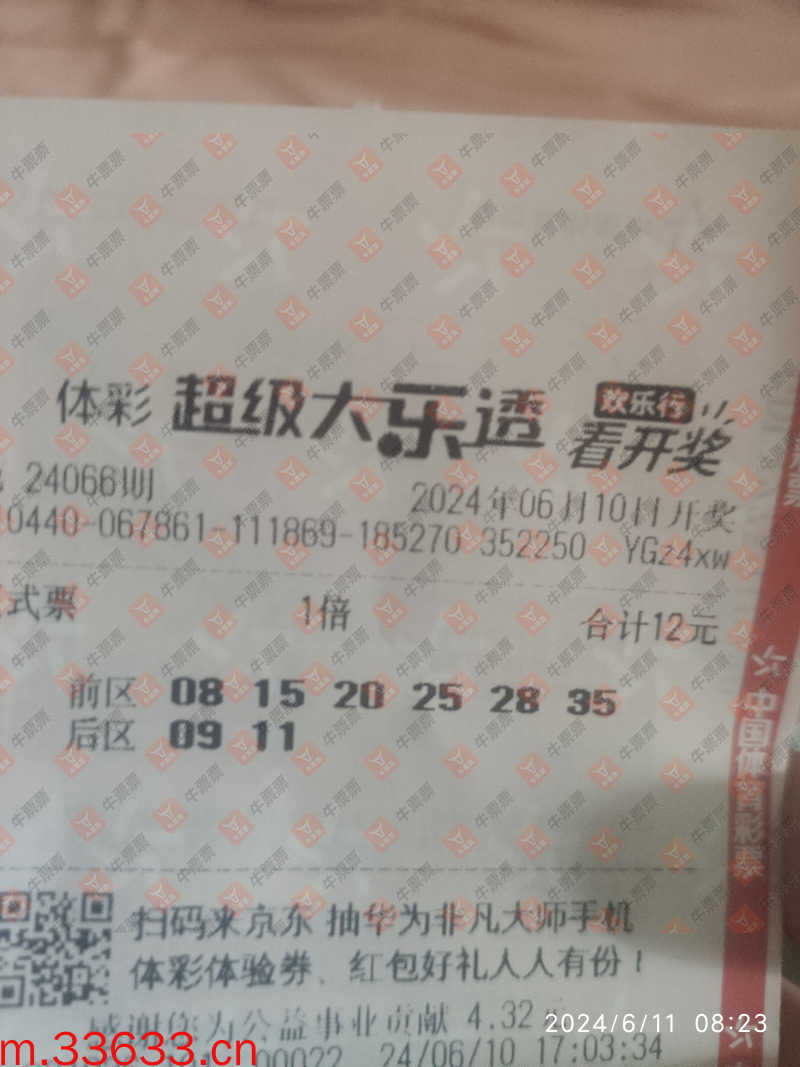 体彩 超级大乐透 欢乐行 看开奖
24066期 2024年06月10日开奖
0440-067861-111869-185270 352250 YGz4xw
式票 1倍 合计12元
前区 08 15 20 25 28 35
后区 09 11
中国体育彩票
扫码来京东 抽华为非凡大师手机
体彩体验券、红包好礼人人有份！
感谢您为公益事业贡献 4.32元
2024/6/11 08:23
m.33633.cn
00022 24/06/10 17:03:34
牛票票